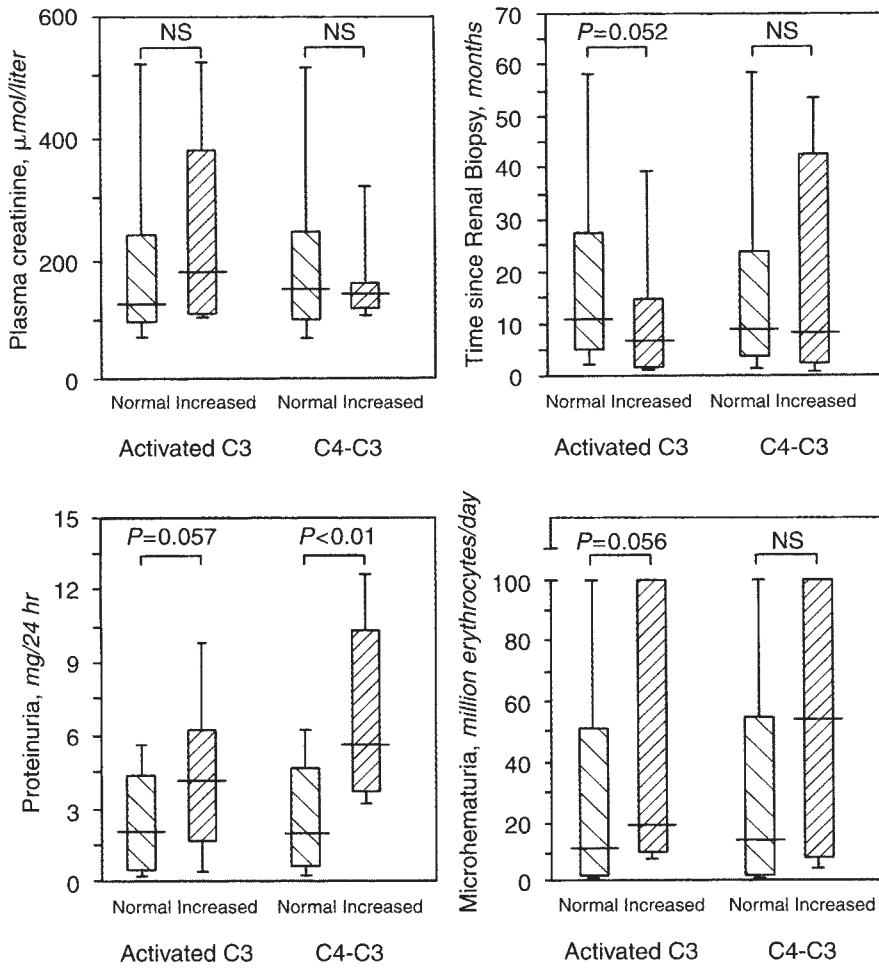 Plasma creatinine, µmol/liter
600
400
200
0
NS
NS
Normal Increased
Normal Increased
Activated C3
C4-C3
Time since Renal Biopsy, months
70
60
50
40
30
20
10
0
P=0.052
NS
Normal Increased
Normal Increased
Activated C3
C4-C3
Proteinuria, mg/24 hr
15
12
9
6
3
0
P=0.057
P<0.01
Normal Increased
Normal Increased
Activated C3
C4-C3
Microhematuria, million erythrocytes/day
100
80
60
40
20
0
P=0.056
NS
Normal Increased
Normal Increased
Activated C3
C4-C3